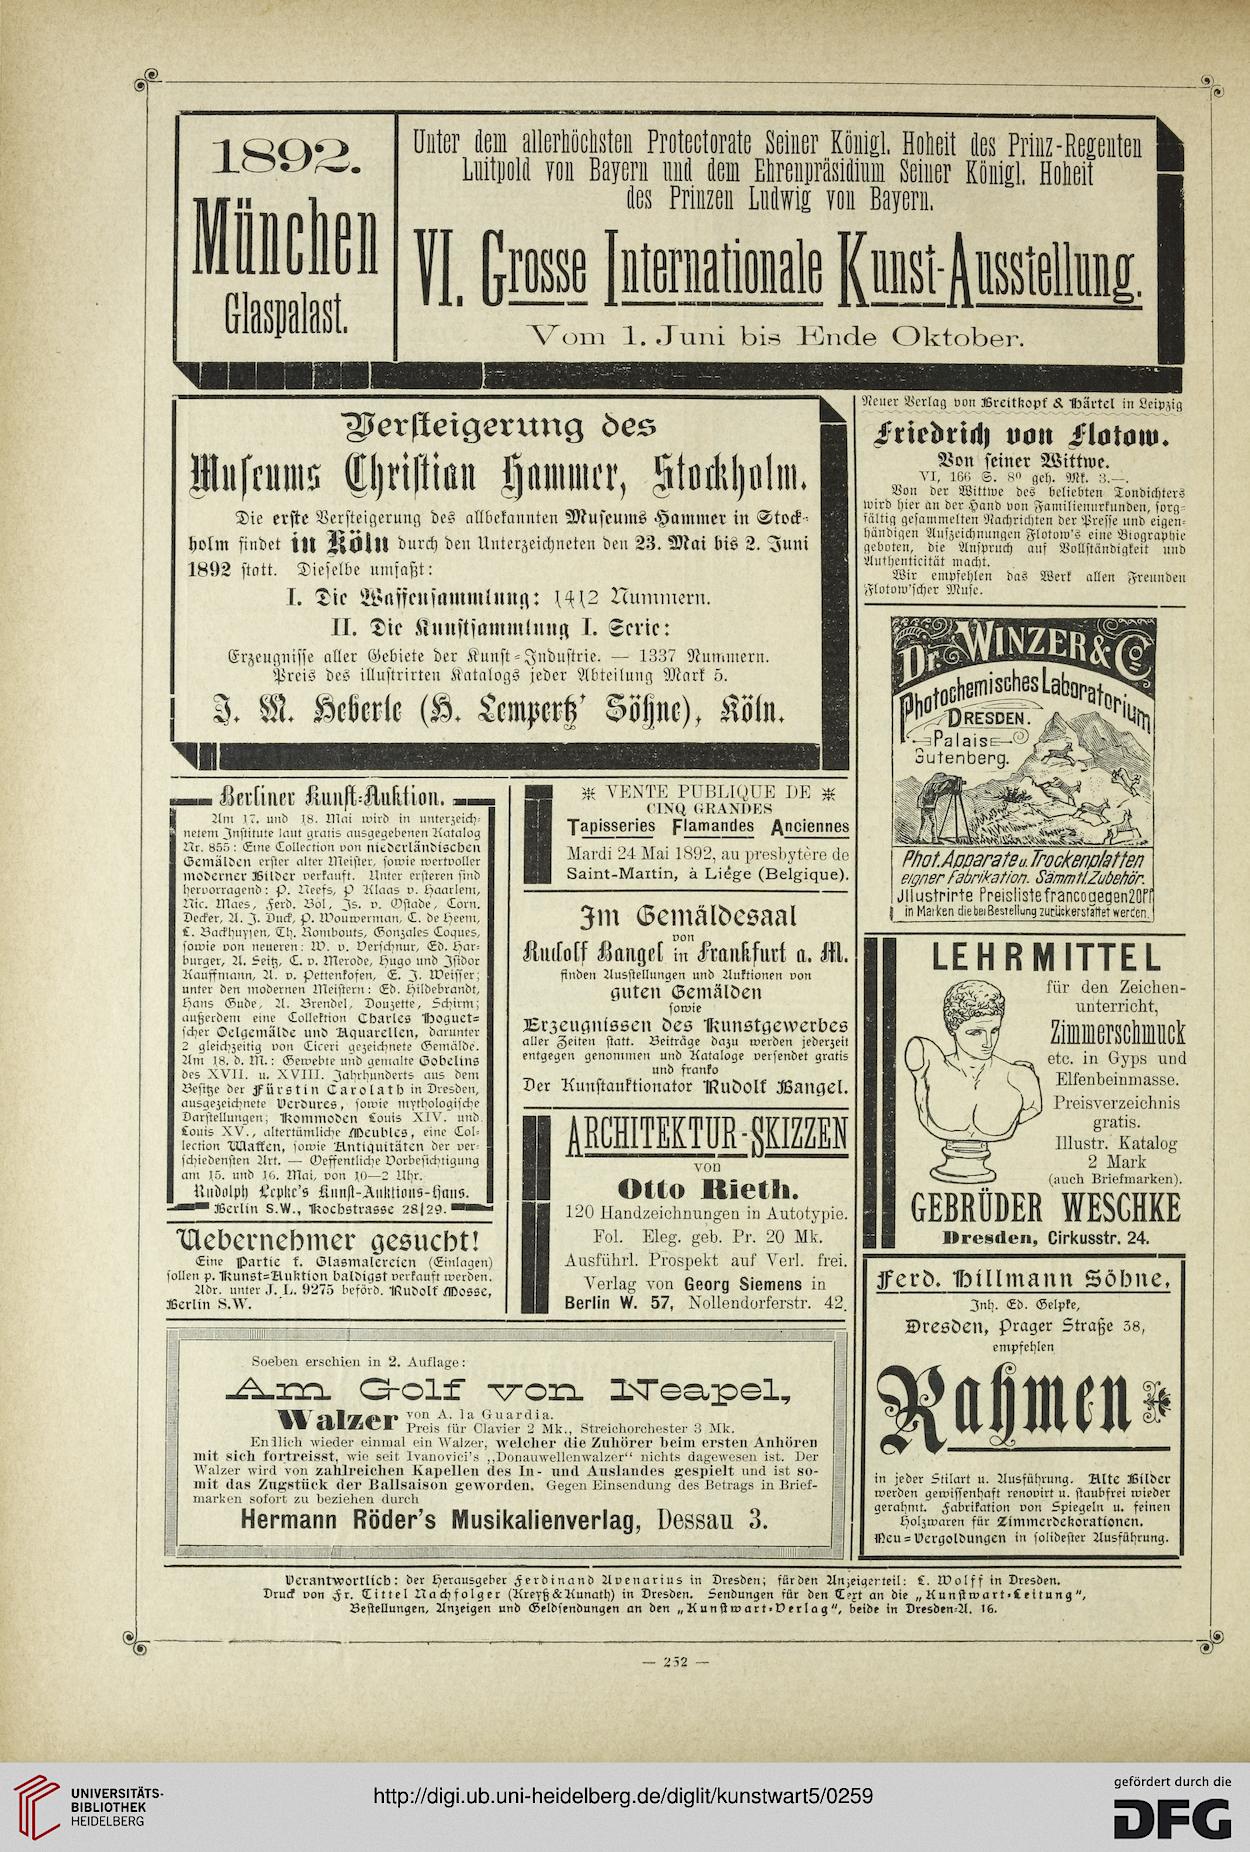 1892.
München
Glaspalast.
Unter dem allerhöchsten Protectorate Seiner Königl. Hoheit des Prinz-Regenten
Luitpold von Bayern und dem Ehrenpräsidium Seiner Königl. Hoheit
des Prinzen Ludwig von Bayern.
VI. Grosse Internationale Kunst-Ausstellung.
Vom 1. Juni bis Ende Oktober.
Versteigerung des
Museums Christian Hammer, Stockholm.
Die erste Versteigerung des allbekannten Museums Hammer in Stock-
holm findet in Köln durch den Unterzeichneten den 23. Mai bis 2. Juni
1892 statt. Dieselbe umfaßt:
I. Die Waffensammlung: 1412 Nummern.
II. Die Kunstsammlung I. Serie:
Erzeugnisse aller Gebiete der Kunst-Industrie. — 1337 Nummern.
Preis des illustrirten Katalogs jeder Abteilung Mark 5.
J. M. Heberle (H. Lempertz' Söhne), Köln.
Neuer Verlag von Breitkopf & Härtel in Leipzig
Friedrich von Flotow.
Von seiner Wittwe.
VI, 166 S. 8° geh. Mk. 3.—.
Von der Wittwe des beliebten Tondichters
wird hier an der Hand von Familienurkunden, sorg-
fältig gesammelten Nachrichten der Presse und eigen-
händigen Aufzeichnungen Flotow's eine Biographie
geboten, die Anspruch auf Vollständigkeit und
Authenticität macht.
Wir empfehlen das Werk allen Freunden
Flotow'scher Muse.
Dr. G. WINZER & Co.
Photochemisches Laboratorium
DRESDEN.
Palais
Gutenberg.
Phot. Apparate u. Trockenplatten
eigner Fabrikation. Sämmtl. Zubehör.
Jllustrirte Preisliste franco gegen 20 Pf
in Marken die bei Bestellung zurückerstattet werden.
Berliner Kunst-Auktion.
Am 17. und 18. Mai wird in unterzeich-
netem Institute laut gratis ausgegebenen Katalog
Nr. 855: Eine Collection von niederländischen
Gemälden erster alter Meister, sowie wertvoller
moderner Bilder verkauft. Unter ersteren sind
hervorragend: P. Neefs, P Klaas v. Haarlem,
Nic. Maes, Ferd. Bol, Js. v. Ostade, Corn.
Decker, A. J. Duck, P. Wouwerman, C. de Heem,
L. Backhuysen, Th. Rombouts, Gonzales Coques,
sowie von neueren: W. v. Verschnur, Ed. Har-
burger, A. Seitz, C. v. Merode, Hugo und Isidor
Kauffmann, A. v. Pettenkofen, E. J. Weisser;
unter den modernen Meistern: Ed. Hildebrandt,
Hans Gude, A. Brendel, Douzette, Schirm;
außerdem eine Collektion Charles Hoguet-
scher Oelgemälde und Aquarellen, darunter
2 gleichzeitig von Ciceri gezeichnete Gemälde.
Am 18. d. M.: Gewebte und gemalte Gobelins
des XVII. u. XVIII. Jahrhunderts aus dem
Besitze der Fürstin Carolath in Dresden,
ausgezeichnete Verdures, sowie mythologische
Darstellungen; Kommoden Louis XIV. und
Louis XV., altertümliche Meubles, eine Col-
lection Waffen, sowie Antiquitäten der ver-
schiedensten Art. — Oeffentliche Vorbesichtigung
am 15. und 16. Mai, von 10—2 Uhr.
Rudolph Lepke's Kunst-Auktions-Haus.
Berlin S.W., Kochstrasse 28|29.
Uebernehmer gesucht!
Eine Partie f. Glasmalereien (Einlagen)
sollen p. Kunst-Auktion baldigst verkauft werden.
Adr. unter J. L. 9275 beförd. Rudolf Mosse,
Berlin S.W.
VENTE PUBLIQUE DE
CINQ GRANDES
Tapisseries Flamandes Anciennes
Mardi 24 Mai 1892, au presbytère de
Saint-Martin, à Liége (Belgique).
Im Gemäldesaal
von
Rudolf Bangel in Frankfurt a. M.
finden Ausstellungen und Auktionen von
guten Gemälden
sowie
Erzeugnissen des Kunstgewerbes
aller Zeiten statt. Beiträge dazu werden jederzeit
entgegen genommen und Kataloge versendet gratis
und franko
Der Kunstauktionator Rudolf Bangel.
ARCHITEKTUR-SKIZZEN
von
Otto Rieth.
120 Handzeichnungen in Autotypie.
Fol. Eleg. geb. Pr. 20 Mk.
Ausführl. Prospekt auf Verl. frei.
Verlag von Georg Siemens in
Berlin W. 57, Nollendorferstr. 42.
LEHRMITTEL
für den Zeichen-
unterricht,
Zimmerschmuck
etc. in Gyps und
Elfenbeinmasse.
Preisverzeichnis
gratis.
Illustr. Katalog
2 Mark
(auch Briefmarken).
GEBRÜDER WESCHKE
Dresden, Cirkusstr. 24.
Ferd. Hillmann Söhne,
Inh. Ed. Gelpke,
Dresden, Prager Straße 38,
empfehlen
Rahmen
in jeder Stilart u. Ausführung. Alte Bilder
werden gewissenhaft renovirt u. staubfrei wieder
gerahmt. Fabrikation von Spiegeln u. feinen
Holzwaren für Zimmerdekorationen.
Neu-Vergoldungen in solidester Ausführung.
Soeben erschien in 2. Auflage:
Am Golf von Neapel,
Walzer von A. la Guardia.
Preis für Clavier 2 Mk., Streichorchester 3 Mk.
Endlich wieder einmal ein Walzer, welcher die Zuhörer beim ersten Anhören
mit sich fortreisst, wie seit Ivanovici's „Donauwellenwalzer“ nichts dagewesen ist. Der
Walzer wird von zahlreichen Kapellen des In- und Auslandes gespielt und ist so-
mit das Zugstück der Ballsaison geworden. Gegen Einsendung des Betrags in Brief-
marken sofort zu beziehen durch
Hermann Röder's Musikalienverlag, Dessau 3.
Verantwortlich: der Herausgeber Ferdinand Avenarius in Dresden; für den Anzeigenteil: L. Wolff in Dresden.
Druck von Fr. Tittel Nachfolger (Kreyß & Kunath) in Dresden. Sendungen für den Text an die „Kunstwart-Leitung“,
Bestellungen, Anzeigen und Geldsendungen an den „Kunstwart-Verlag“, beide in Dresden-A. 16.
— 252 —
UNIVERSITÄTS-
BIBLIOTHEK
HEIDELBERG
http://digi.ub.uni-heidelberg.de/diglit/kunstwart5/0259
gefördert durch die
DFG